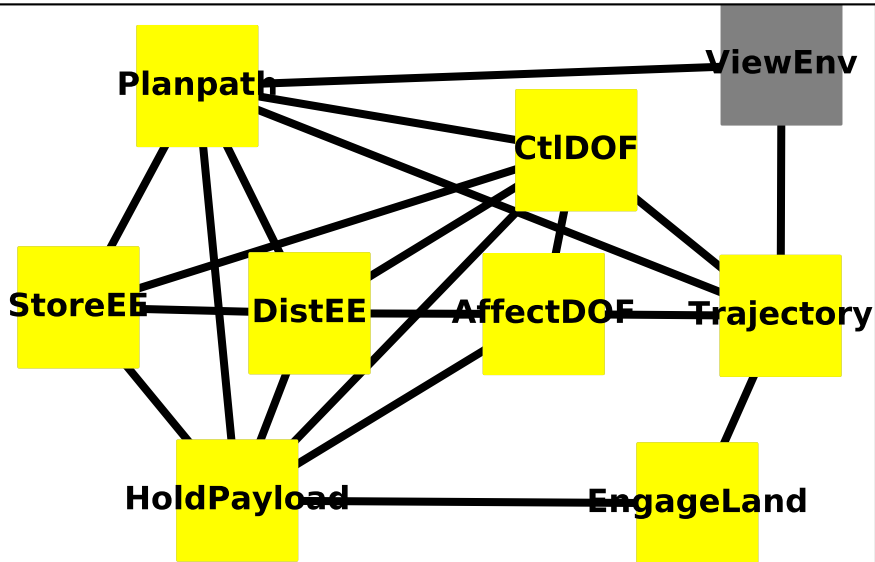 ViewEnv
Planpath
CtlDOF
StoreEE
DistEE
AffectDOF
Trajectory
HoldPayload
EngageLand